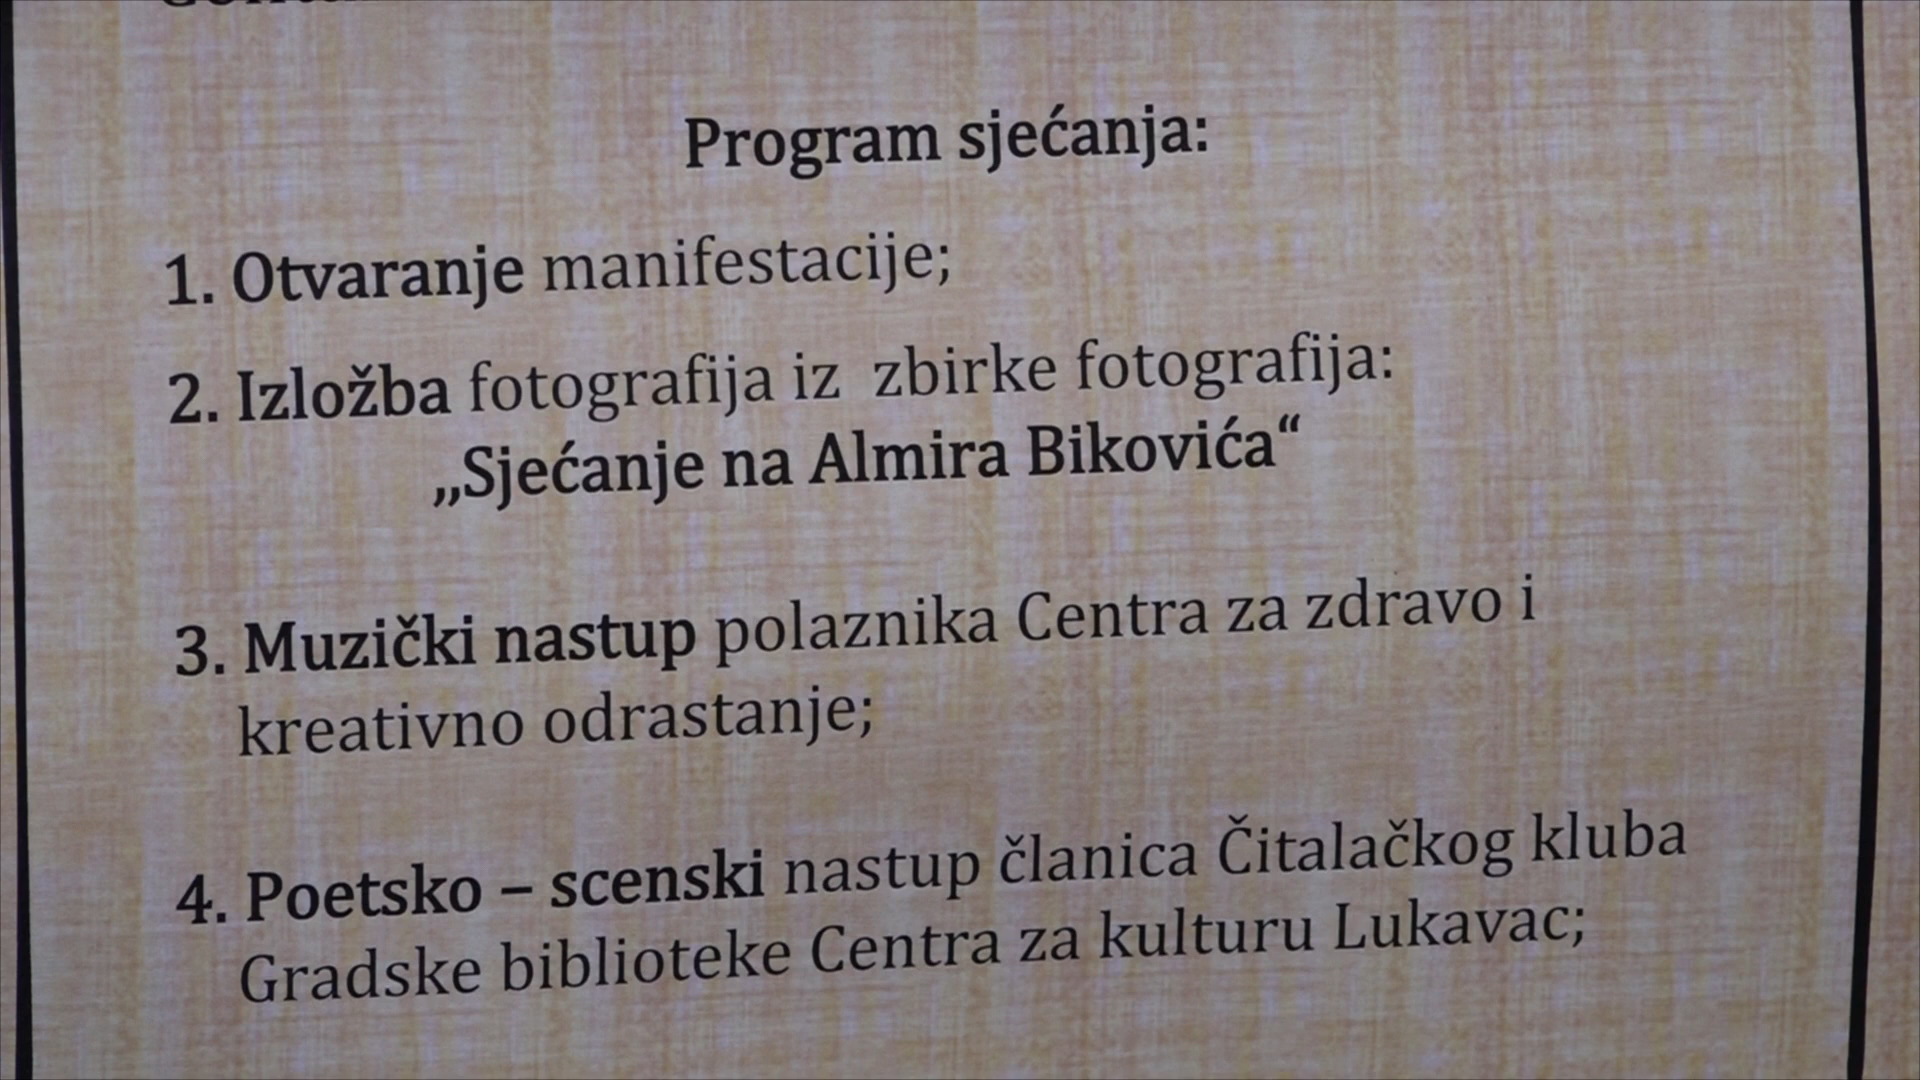 Program sjećanja:
1. Otvaranje manifestacije;
2. Izložba fotografija iz zbirke fotografija:
„Sjećanje na Almira Bikovića“
3. Muzički nastup polaznika Centra za zdravo i
kreativno odrastanje;
4. Poetsko – scenski nastup članica Čitalačkog kluba
Gradske biblioteke Centra za kulturu Lukavac;